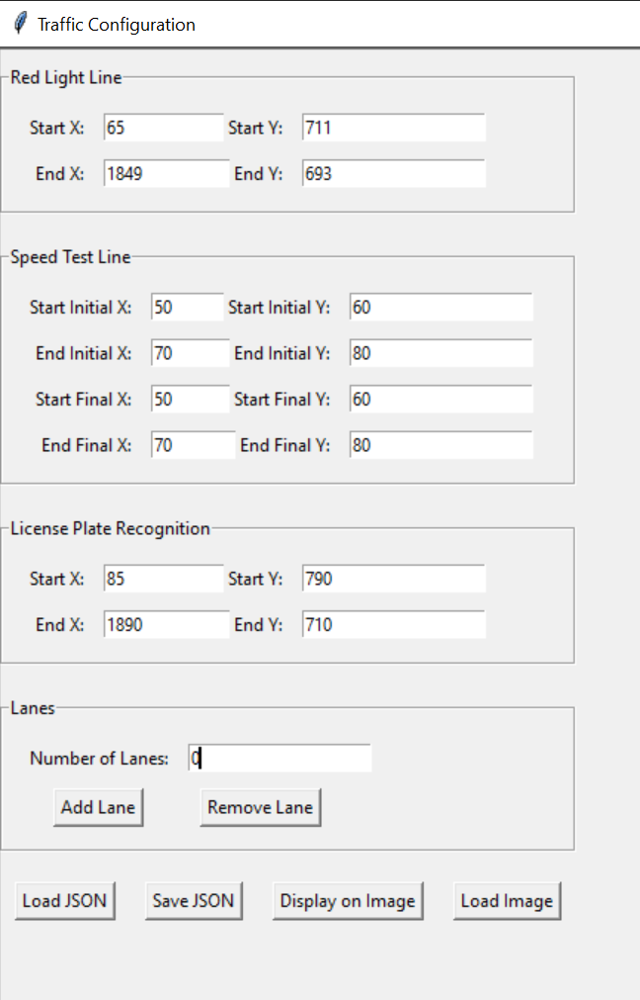 Traffic Configuration
Red Light Line
Start X: 65 Start Y: 711
End X: 1849 End Y: 693
Speed Test Line
Start Initial X: 50 Start Initial Y: 60
End Initial X: 70 End Initial Y: 80
Start Final X: 50 Start Final Y: 60
End Final X: 70 End Final Y: 80
License Plate Recognition
Start X: 85 Start Y: 790
End X: 1890 End Y: 710
Lanes
Number of Lanes: 0
Add Lane Remove Lane
Load JSON Save JSON Display on Image Load Image